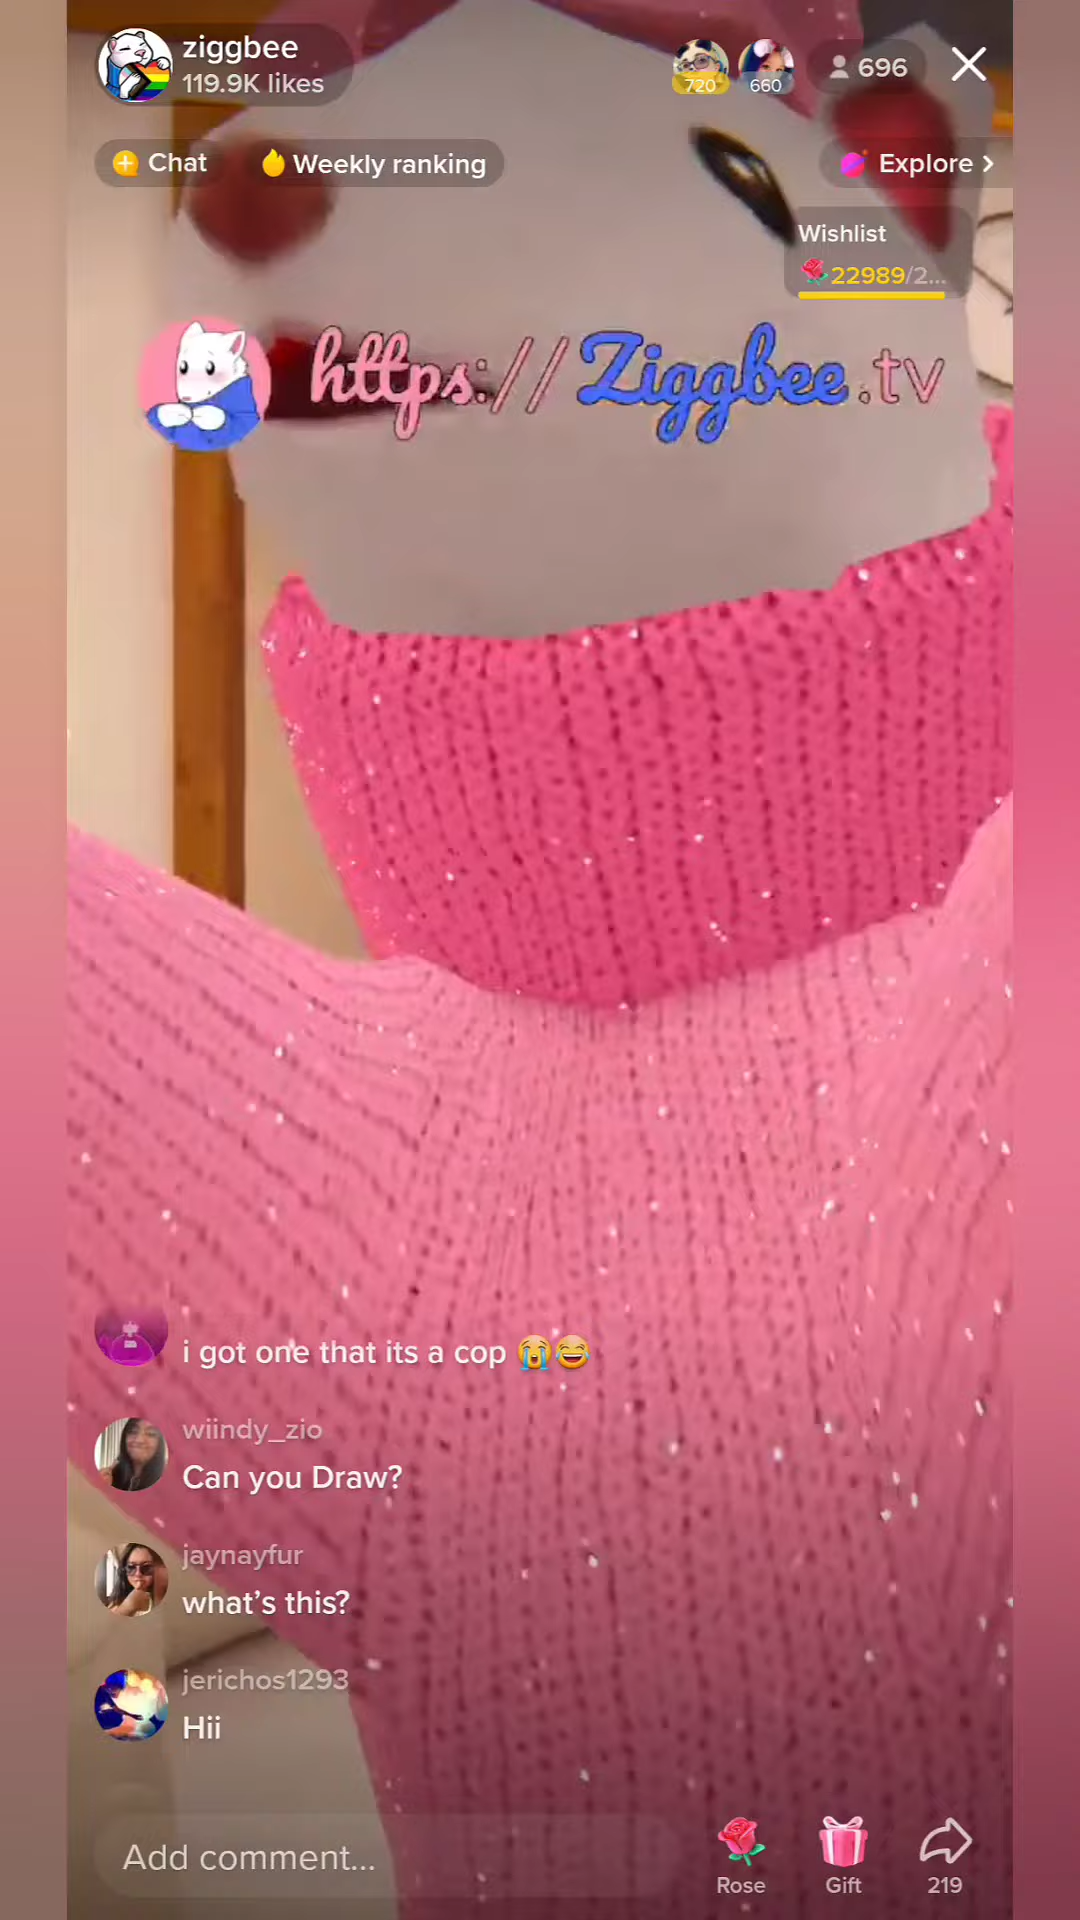 ziggbee
119.9K likes
720
660
696
Chat
Weekly ranking
Explore
Wishlist
22989/2...
https://Ziggbee.tv
i got one that its a cop 😭😂
wiindy_zio
Can you Draw?
jaynayfur
what's this?
jerichos1293
Hii
Add comment...
Rose
Gift
219